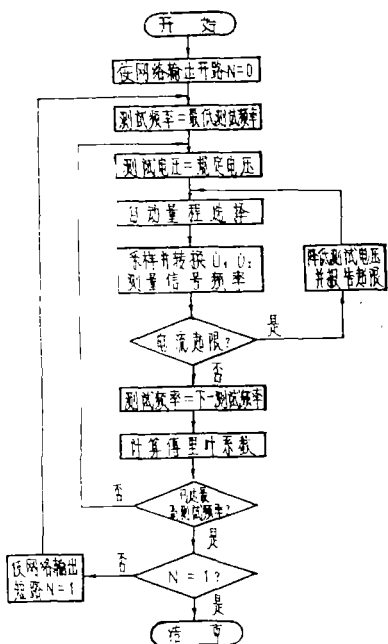 开 始
使网络输出开路N=0
测试频率=最低测试频率
测试电压=规定电压
自动量程选择
采样并转换U̇₁ U̇₂
测量信号频率
降低测试电压
并报告超限
电流超限?
是
否
测试频率=下一测试频率
计算傅里叶系数
否
已达最
高测试频率?
是
使网络输出
短路N=1
否
N=1?
是
结 束